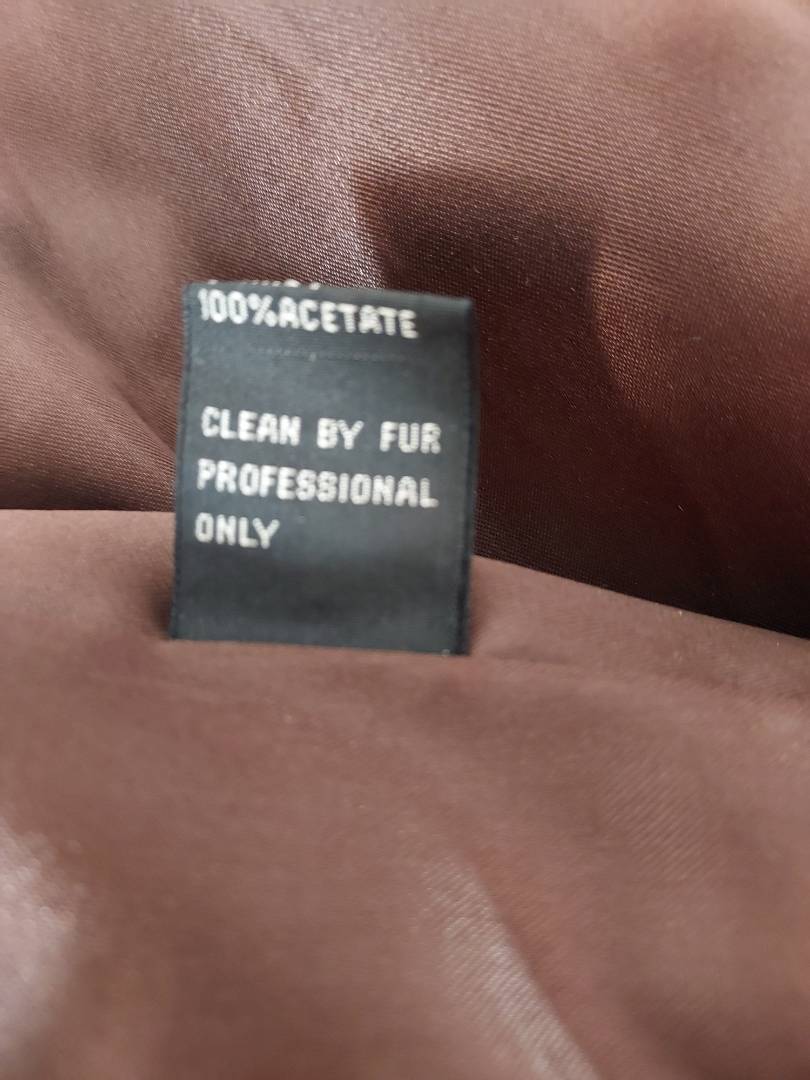 100%ACETATE
CLEAN BY FUR
PROFESSIONAL
ONLY